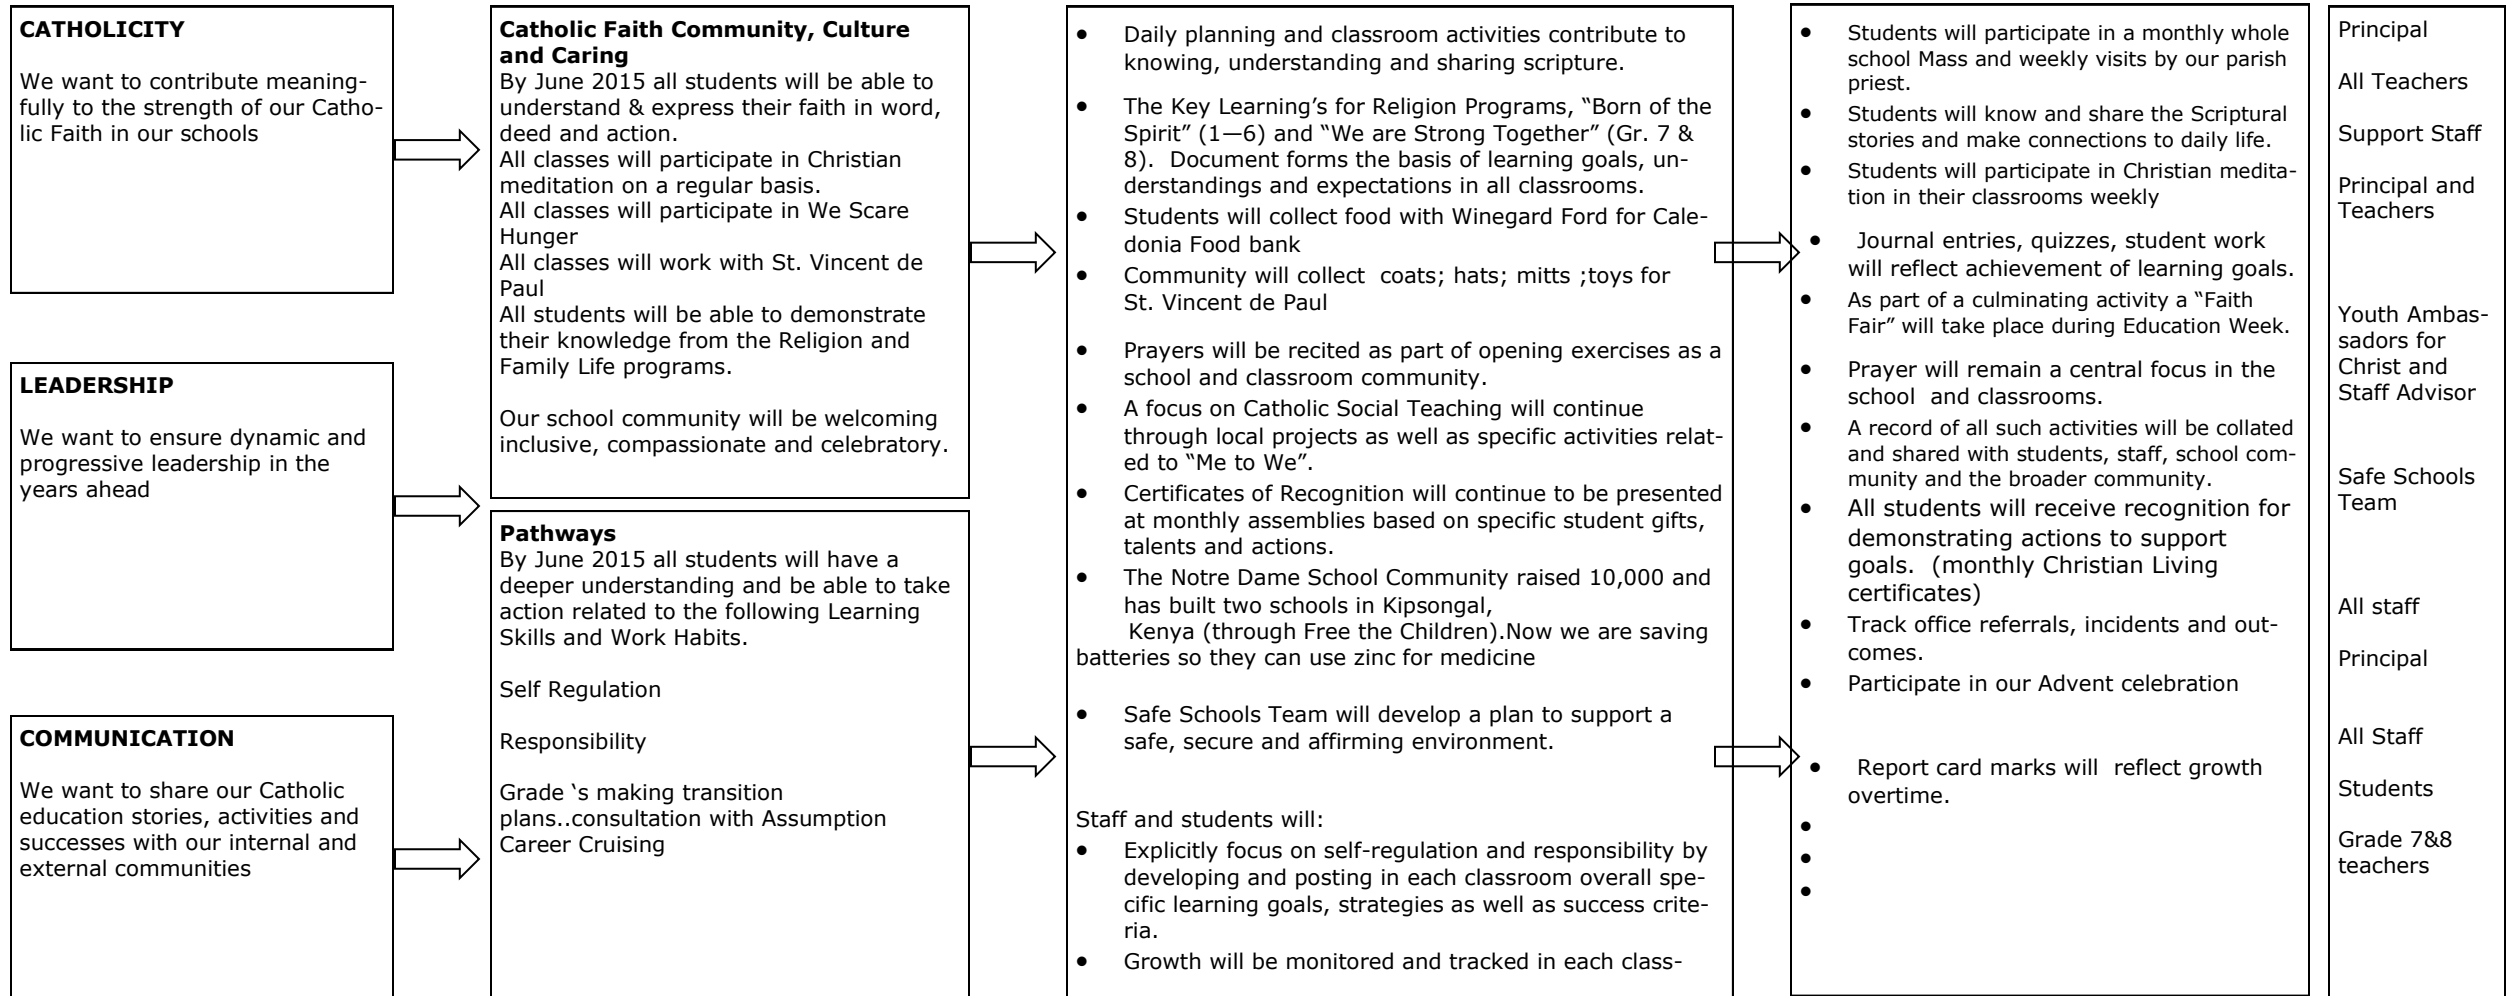 CATHOLICITY
We want to contribute meaning-
fully to the strength of our Catho-
lic Faith in our schools
LEADERSHIP
We want to ensure dynamic and
progressive leadership in the
years ahead
COMMUNICATION
We want to share our Catholic
education stories, activities and
successes with our internal and
external communities
Catholic Faith Community, Culture
and Caring
By June 2015 all students will be able to
understand & express their faith in word,
deed and action.
All classes will participate in Christian
meditation on a regular basis.
All classes will participate in We Scare
Hunger
All classes will work with St. Vincent de
Paul
All students will be able to demonstrate
their knowledge from the Religion and
Family Life programs.
Our school community will be welcoming
inclusive, compassionate and celebratory.
Pathways
By June 2015 all students will have a
deeper understanding and be able to take
action related to the following Learning
Skills and Work Habits.
Self Regulation
Responsibility
Grade ‘s making transition
plans..consultation with Assumption
Career Cruising
• Daily planning and classroom activities contribute to
knowing, understanding and sharing scripture.
• The Key Learning’s for Religion Programs, “Born of the
Spirit” (1—6) and “We are Strong Together” (Gr. 7 &
8).  Document forms the basis of learning goals, un-
derstandings and expectations in all classrooms.
• Students will collect food with Winegard Ford for Cale-
donia Food bank
• Community will collect  coats; hats; mitts ;toys for
St. Vincent de Paul
• Prayers will be recited as part of opening exercises as a
school and classroom community.
• A focus on Catholic Social Teaching will continue
through local projects as well as specific activities relat-
ed to “Me to We”.
• Certificates of Recognition will continue to be presented
at monthly assemblies based on specific student gifts,
talents and actions.
• The Notre Dame School Community raised 10,000 and
has built two schools in Kipsongal,
Kenya (through Free the Children).Now we are saving
batteries so they can use zinc for medicine
• Safe Schools Team will develop a plan to support a
safe, secure and affirming environment.
Staff and students will:
• Explicitly focus on self-regulation and responsibility by
developing and posting in each classroom overall spe-
cific learning goals, strategies as well as success crite-
ria.
• Growth will be monitored and tracked in each class-
• Students will participate in a monthly whole
school Mass and weekly visits by our parish
priest.
• Students will know and share the Scriptural
stories and make connections to daily life.
• Students will participate in Christian medita-
tion in their classrooms weekly
• Journal entries, quizzes, student work
will reflect achievement of learning goals.
• As part of a culminating activity a “Faith
Fair” will take place during Education Week.
• Prayer will remain a central focus in the
school  and classrooms.
• A record of all such activities will be collated
and shared with students, staff, school com-
munity and the broader community.
• All students will receive recognition for
demonstrating actions to support
goals.  (monthly Christian Living
certificates)
• Track office referrals, incidents and out-
comes.
• Participate in our Advent celebration
• Report card marks will  reflect growth
overtime.
•
•
•
Principal
All Teachers
Support Staff
Principal and
Teachers
Youth Ambas-
sadors for
Christ and
Staff Advisor
Safe Schools
Team
All staff
Principal
All Staff
Students
Grade 7&8
teachers